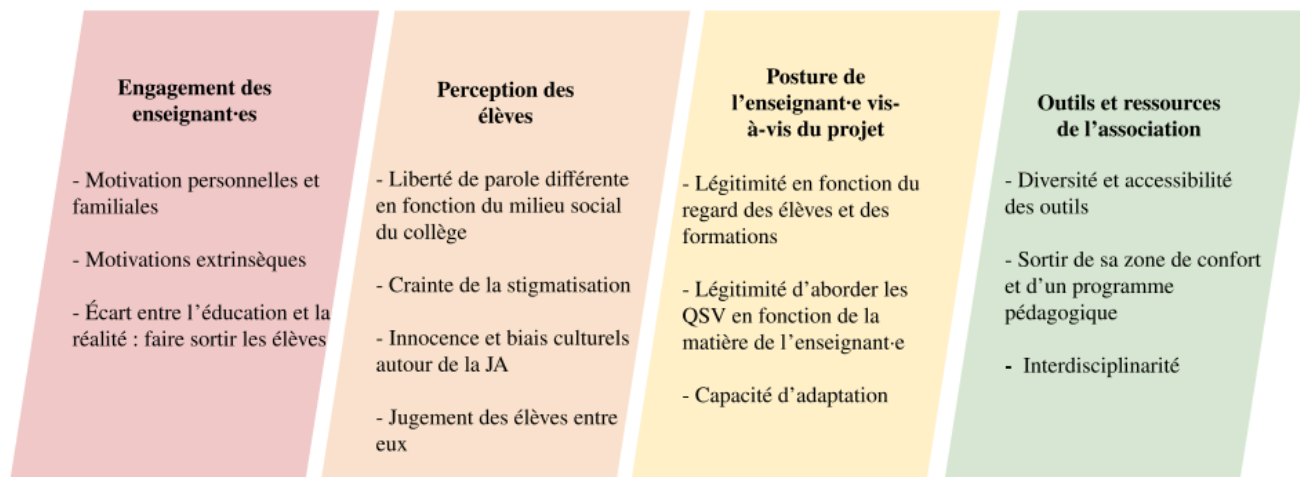 Engagement des
enseignant·es
- Motivation personnelles et
familiales
- Motivations extrinsèques
- Écart entre l’éducation et la
réalité : faire sortir les élèves
Perception des
élèves
- Liberté de parole différente
en fonction du milieu social
du collège
- Crainte de la stigmatisation
- Innocence et biais culturels
autour de la JA
- Jugement des élèves entre
eux
Posture de
l’enseignant·e vis-
à-vis du projet
- Légitimité en fonction du
regard des élèves et des
formations
- Légitimité d’aborder les
QSV en fonction de la
matière de l’enseignant·e
- Capacité d’adaptation
Outils et ressources
de l’association
- Diversité et accessibilité
des outils
- Sortir de sa zone de confort
et d’un programme
pédagogique
- Interdisciplinarité